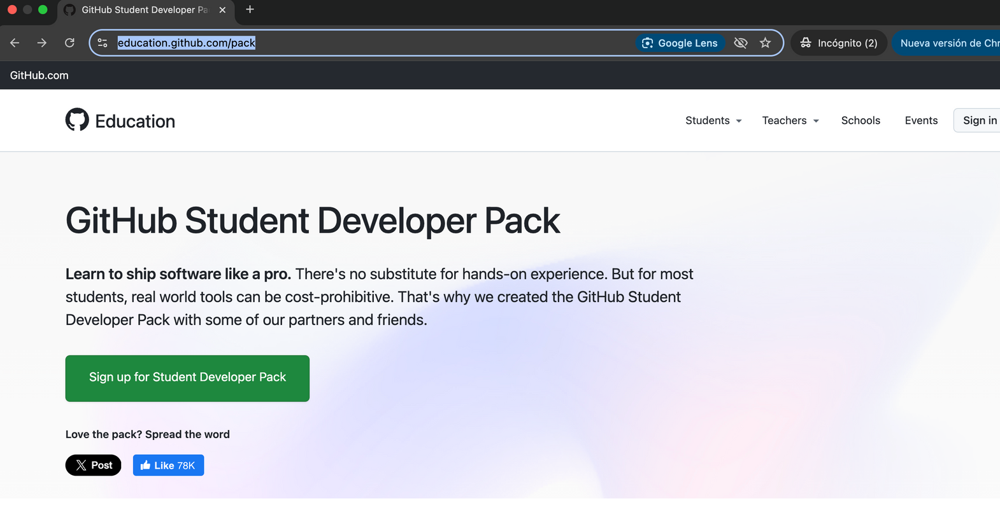 GitHub Student Developer Pa
education.github.com/pack
Google Lens
Incógnito (2)
Nueva versión de Chr
GitHub.com
Education
Students
Teachers
Schools
Events
Sign in
GitHub Student Developer Pack
Learn to ship software like a pro. There's no substitute for hands-on experience. But for most
students, real world tools can be cost-prohibitive. That's why we created the GitHub Student
Developer Pack with some of our partners and friends.
Sign up for Student Developer Pack
Love the pack? Spread the word
Post
Like 78K